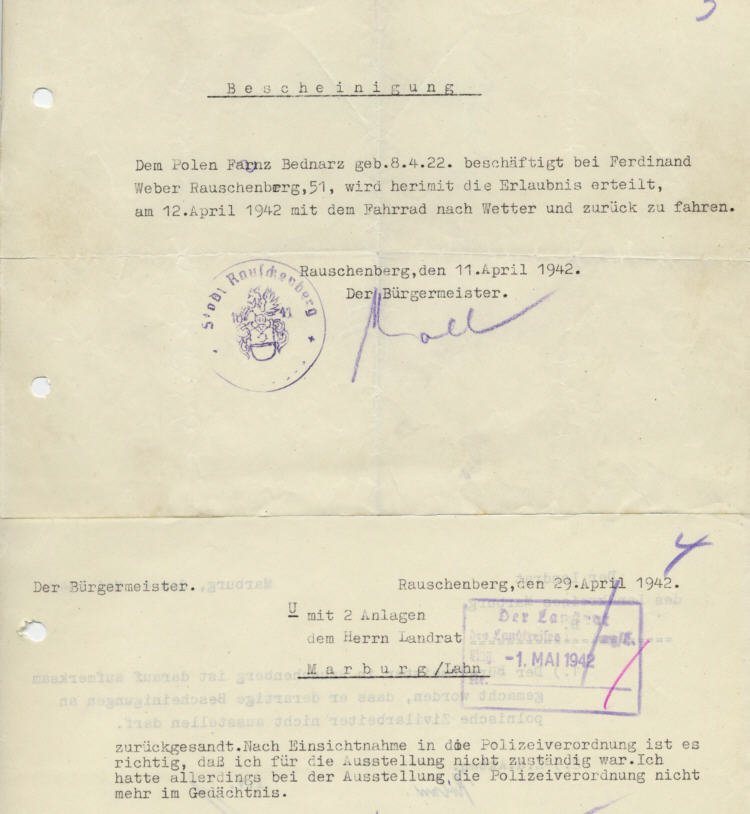 B e s c h e i n i g u n g
Dem Polen Faonz Bednarz geb.8.4.22. beschäftigt bei Ferdinand
Weber Rauschenberg,51, wird herimit die Erlaubnis erteilt,
am 12.April 1942 mit dem Fahrrad nach Wetter und zurück zu fahren.
Rauschenberg,den 11.April 1942.
Der Bürgermeister.
Stadt Rauschenberg
4
Der Bürgermeister.
Rauschenberg,den 29.April 1942.
U mit 2 Anlagen
dem Herrn Landrat
M a r b u r g /Lahn
Der Landrat
-1. MAI 1942
zurückgesandt.Nach Einsichtnahme in die Polizeiverordnung ist es
richtig, daß ich für die Ausstellung nicht zuständig war.Ich
hatte allerdings bei der Ausstellung,die Polizeiverordnung nicht
mehr im Gedächtnis.